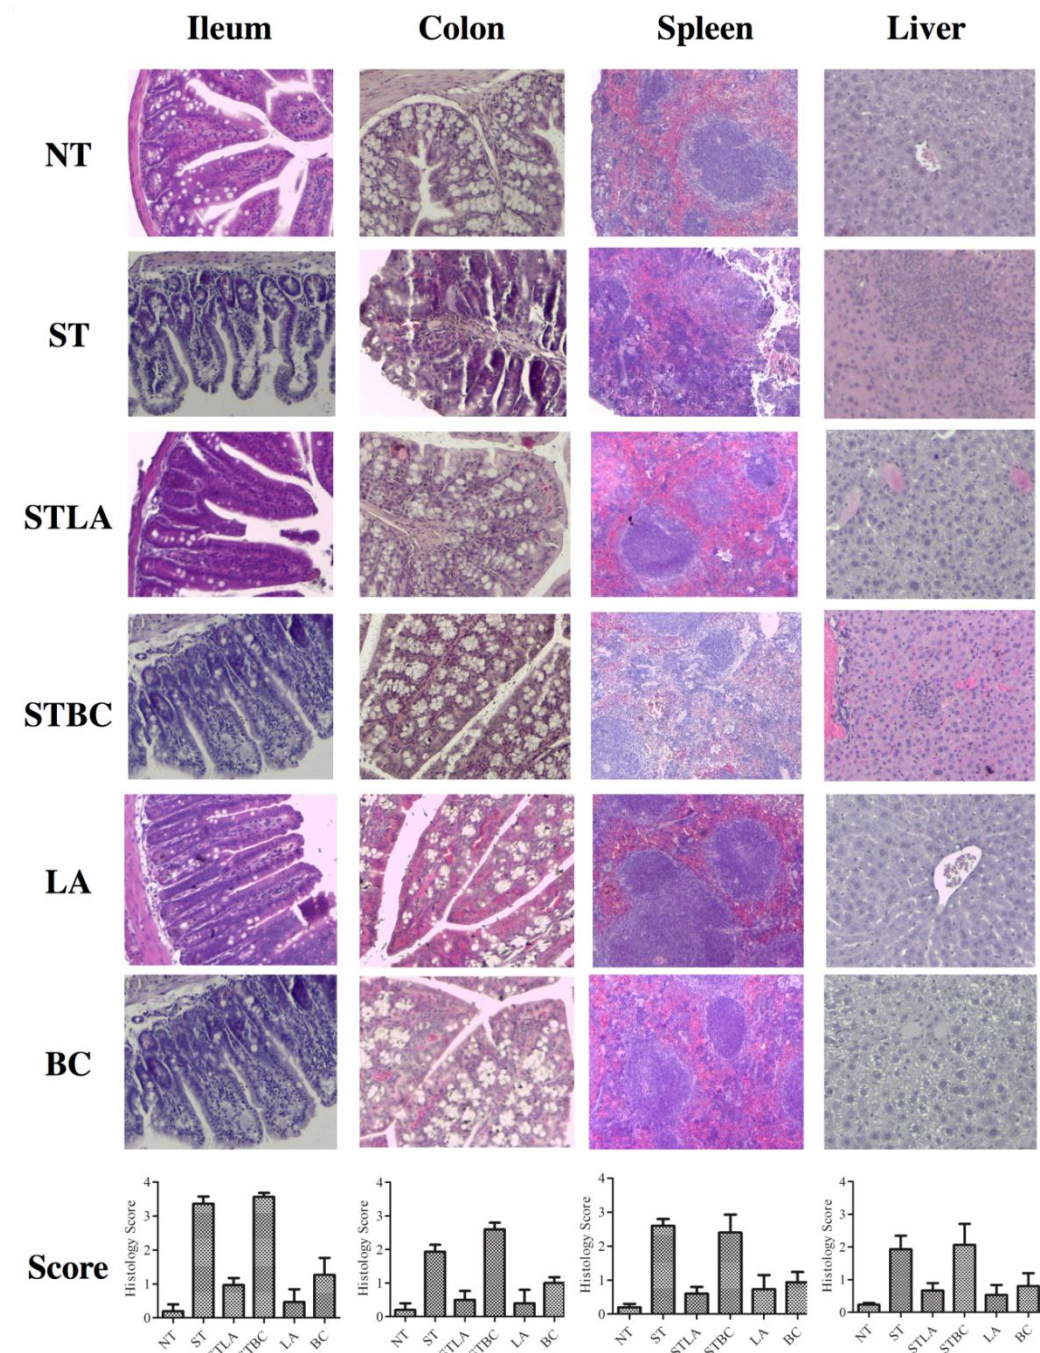 Ileum Colon Spleen Liver
NT
ST
STLA
STBC
LA
BC
Score
Histology Score
4
3
2
1
0
NT ST STLA STBC LA BC
Histology Score
4
3
2
1
0
NT ST STLA STBC LA BC
Histology Score
4
3
2
1
0
NT ST STLA STBC LA BC
Histology Score
4
3
2
1
0
NT ST STLA STBC LA BC